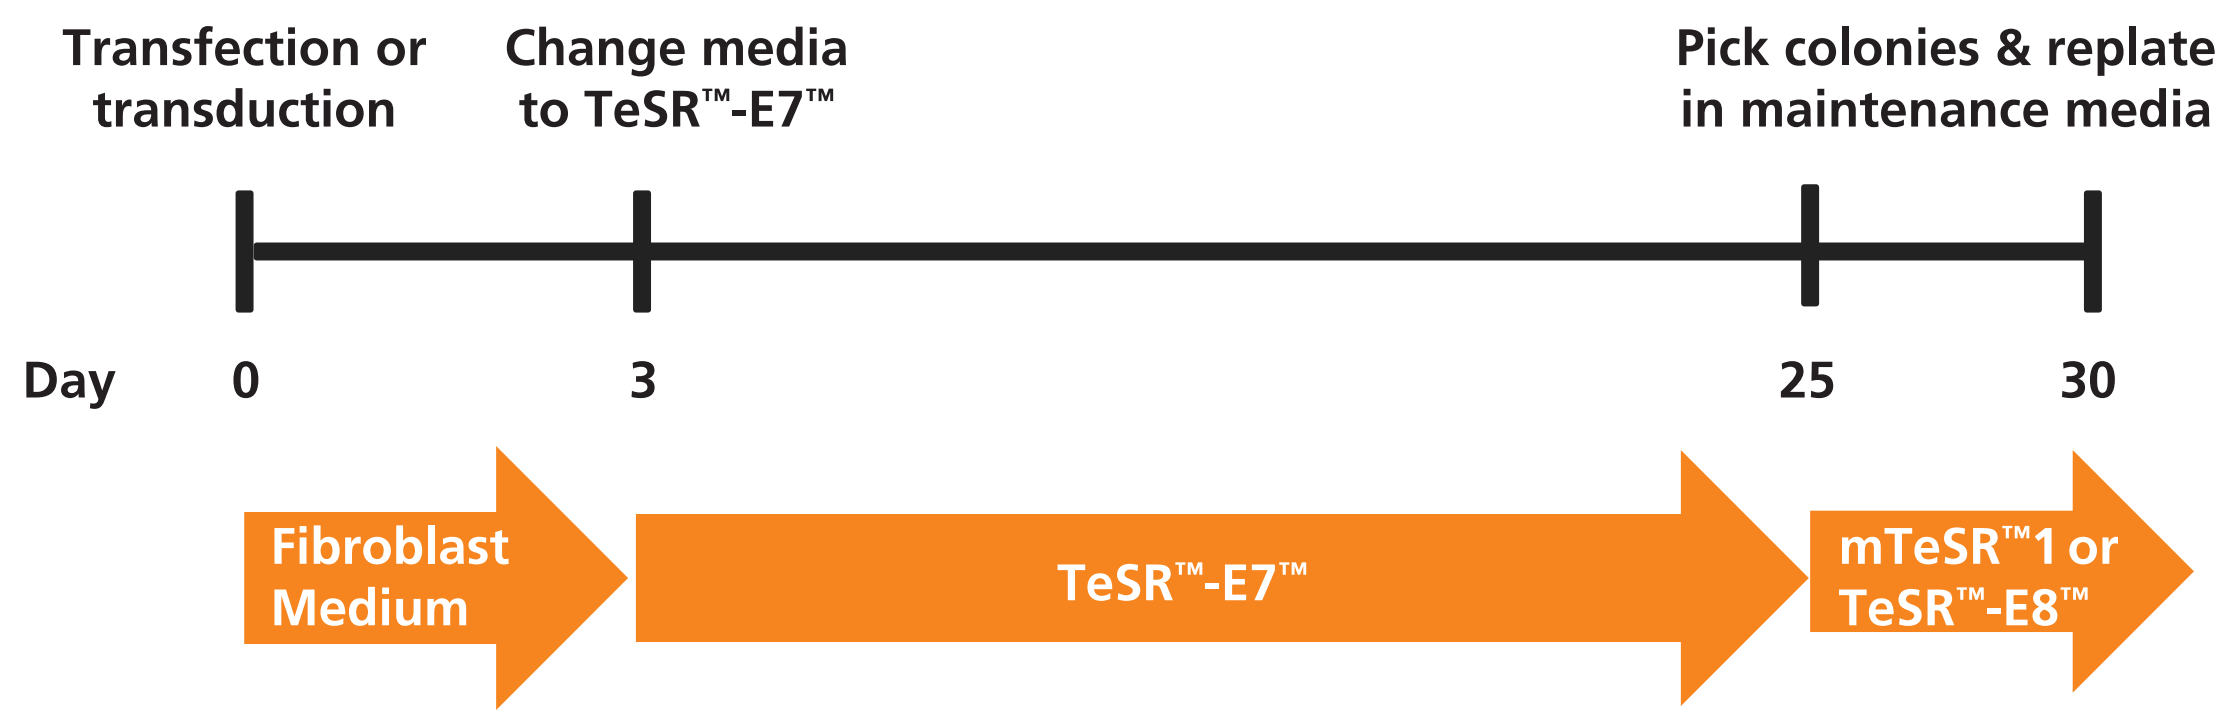 Transfection or
transduction
Change media
to TeSR™-E7™
Pick colonies & replate
in maintenance media
Day 0 3 25 30
Fibroblast
Medium
TeSR™-E7™
mTeSR™1 or
TeSR™-E8™